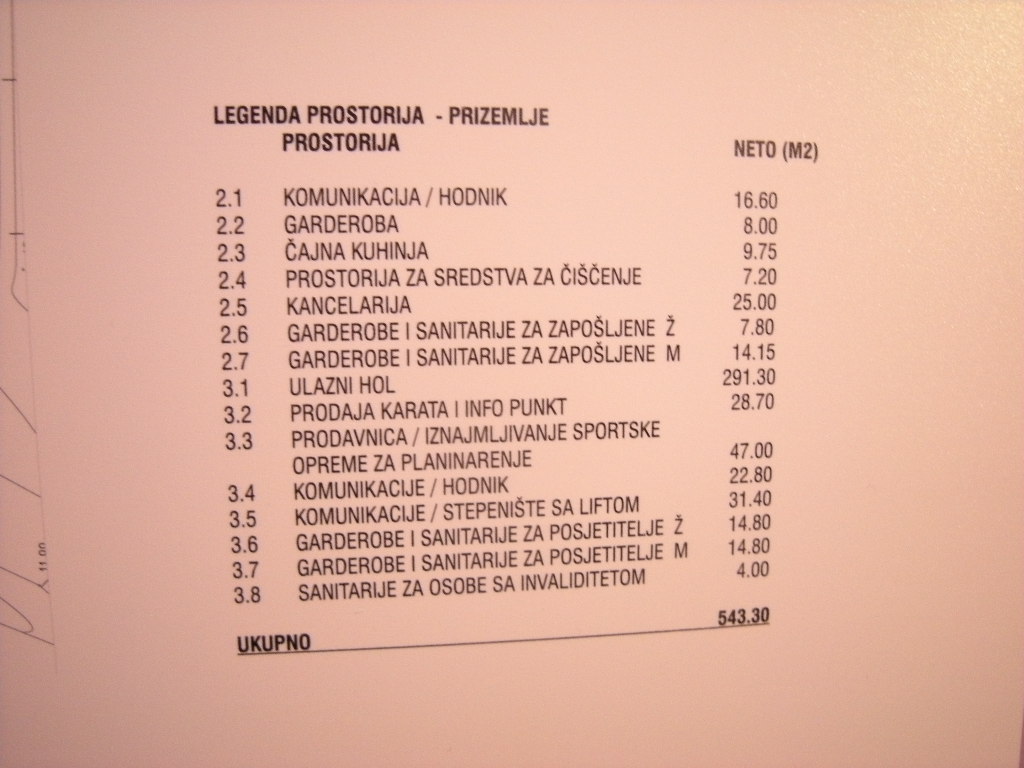 LEGENDA PROSTORIJA - PRIZEMLJE
PROSTORIJA NETO (M2)
2.1 KOMUNIKACIJA / HODNIK 16.60
2.2 GARDEROBA 8.00
2.3 ČAJNA KUHINJA 9.75
2.4 PROSTORIJA ZA SREDSTVA ZA ČIŠČENJE 7.20
2.5 KANCELARIJA 25.00
2.6 GARDEROBE I SANITARIJE ZA ZAPOŠLJENE Ž 7.80
2.7 GARDEROBE I SANITARIJE ZA ZAPOŠLJENE M 14.15
3.1 ULAZNI HOL 291.30
3.2 PRODAJA KARATA I INFO PUNKT 28.70
3.3 PRODAVNICA / IZNAJMLJIVANJE SPORTSKE
OPREME ZA PLANINARENJE 47.00
3.4 KOMUNIKACIJE / HODNIK 22.80
3.5 KOMUNIKACIJE / STEPENIŠTE SA LIFTOM 31.40
3.6 GARDEROBE I SANITARIJE ZA POSJETITELJE Ž 14.80
3.7 GARDEROBE I SANITARIJE ZA POSJETITELJE M 14.80
3.8 SANITARIJE ZA OSOBE SA INVALIDITETOM 4.00
UKUPNO 543.30
11.00